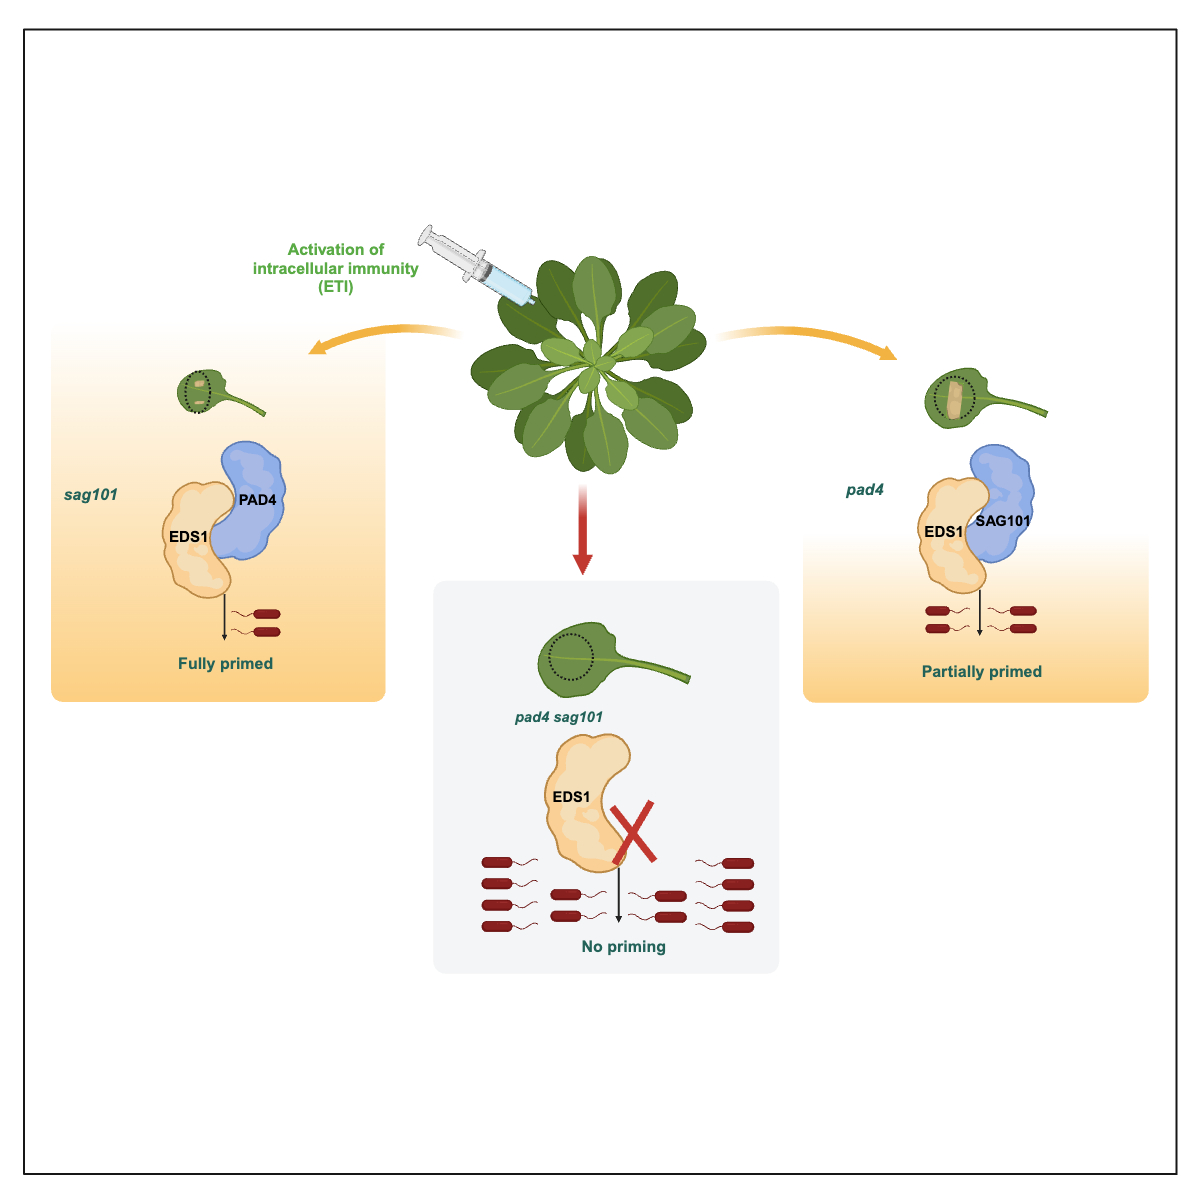 Activation of
intracellular immunity
(ETI)
sag101
PAD4
EDS1
Fully primed
pad4
SAG101
EDS1
Partially primed
pad4 sag101
EDS1
No priming